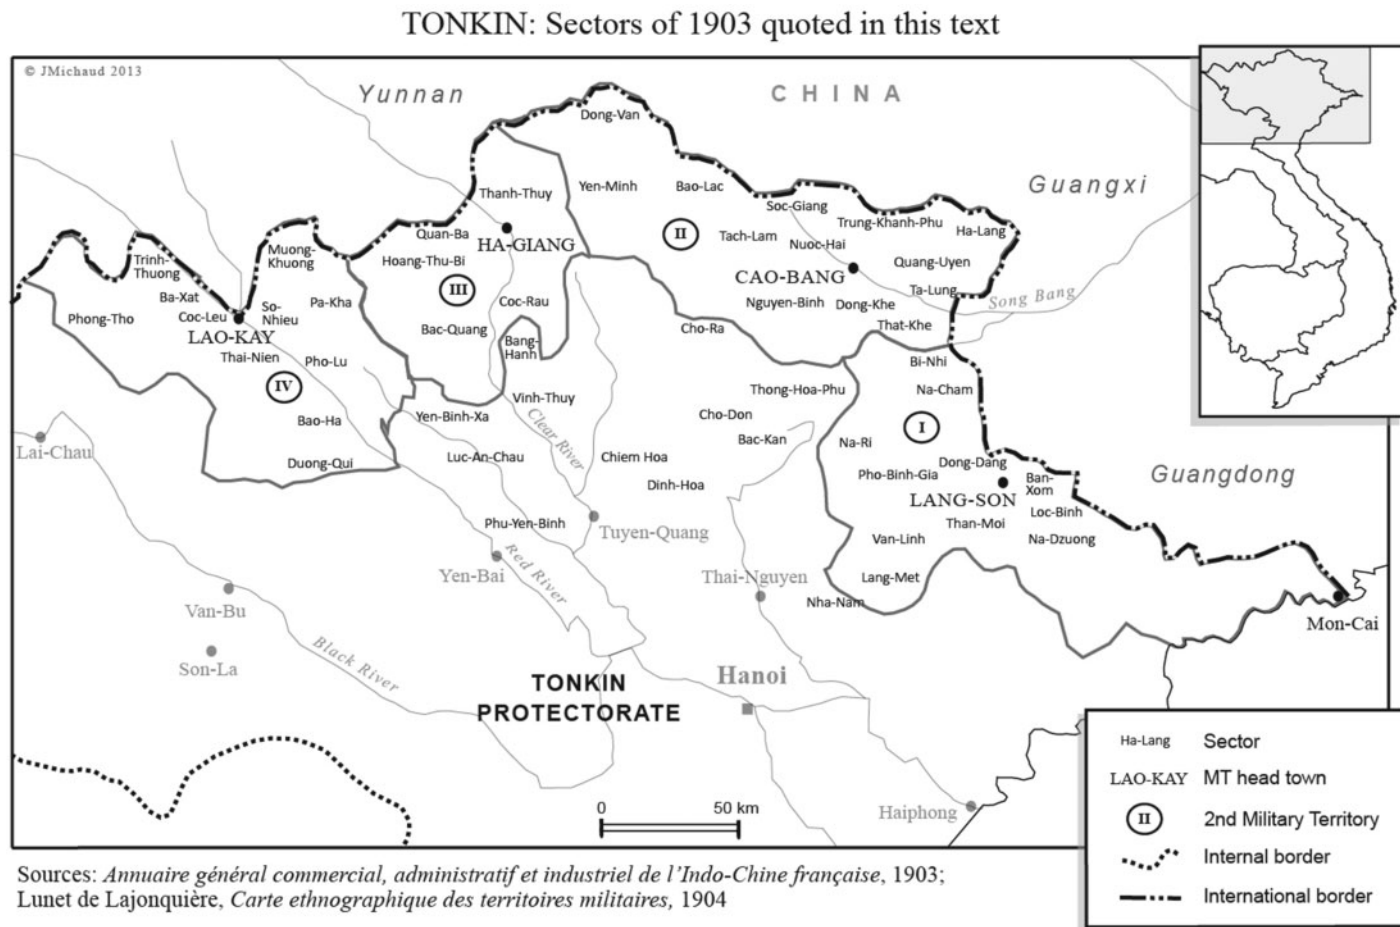 TONKIN: Sectors of 1903 quoted in this text
© JMichaud 2013
Yunnan
CHINA
Guangxi
Guangdong
Dong-Van
Thanh-Thuy
Yen-Minh
Bao-Lac
Soc-Giang
Trung-Khanh-Phu
Ha-Lang
Quan-Ba
HA-GIANG
II
Tach-Lam
Nuoc-Hai
Trinh-
Thuong
Muong-
Khuong
Hoang-Thu-Bi
III
CAO-BANG
Quang-Uyen
Ta-Lung
Song Bang
Ba-Xat
Coc-Leu
So-
Nhieu
Pa-Kha
Coc-Rau
Nguyen-Binh
Dong-Khe
Phong-Tho
LAO-KAY
Bac-Quang
Bang-
Hanh
Cho-Ra
That-Khe
Thai-Nien
Pho-Lu
Bi-Nhi
IV
Thong-Hoa-Phu
Na-Cham
Vinh-Thuy
Yen-Binh-Xa
Clear River
Cho-Don
Bao-Ha
I
Bac-Kan
Na-Ri
Lai-Chau
Duong-Qui
Luc-An-Chau
Chiem Hoa
Dinh-Hoa
Dong-Dang
Pho-Binh-Gia
Ban-
Xom
LANG-SON
Loc-Binh
Than-Moi
Phu-Yen-Binh
Tuyen-Quang
Van-Linh
Na-Dzuong
Yen-Bai
Red River
Thai-Nguyen
Lang-Met
Nha-Nam
Van-Bu
Mon-Cai
Son-La
Black River
TONKIN
PROTECTORATE
Hanoi
Haiphong
0
50 km
Ha-Lang Sector
LAO-KAY MT head town
II 2nd Military Territory
Internal border
International border
Sources: Annuaire général commercial, administratif et industriel de l'Indo-Chine française, 1903;
Lunet de Lajonquière, Carte ethnographique des territoires militaires, 1904